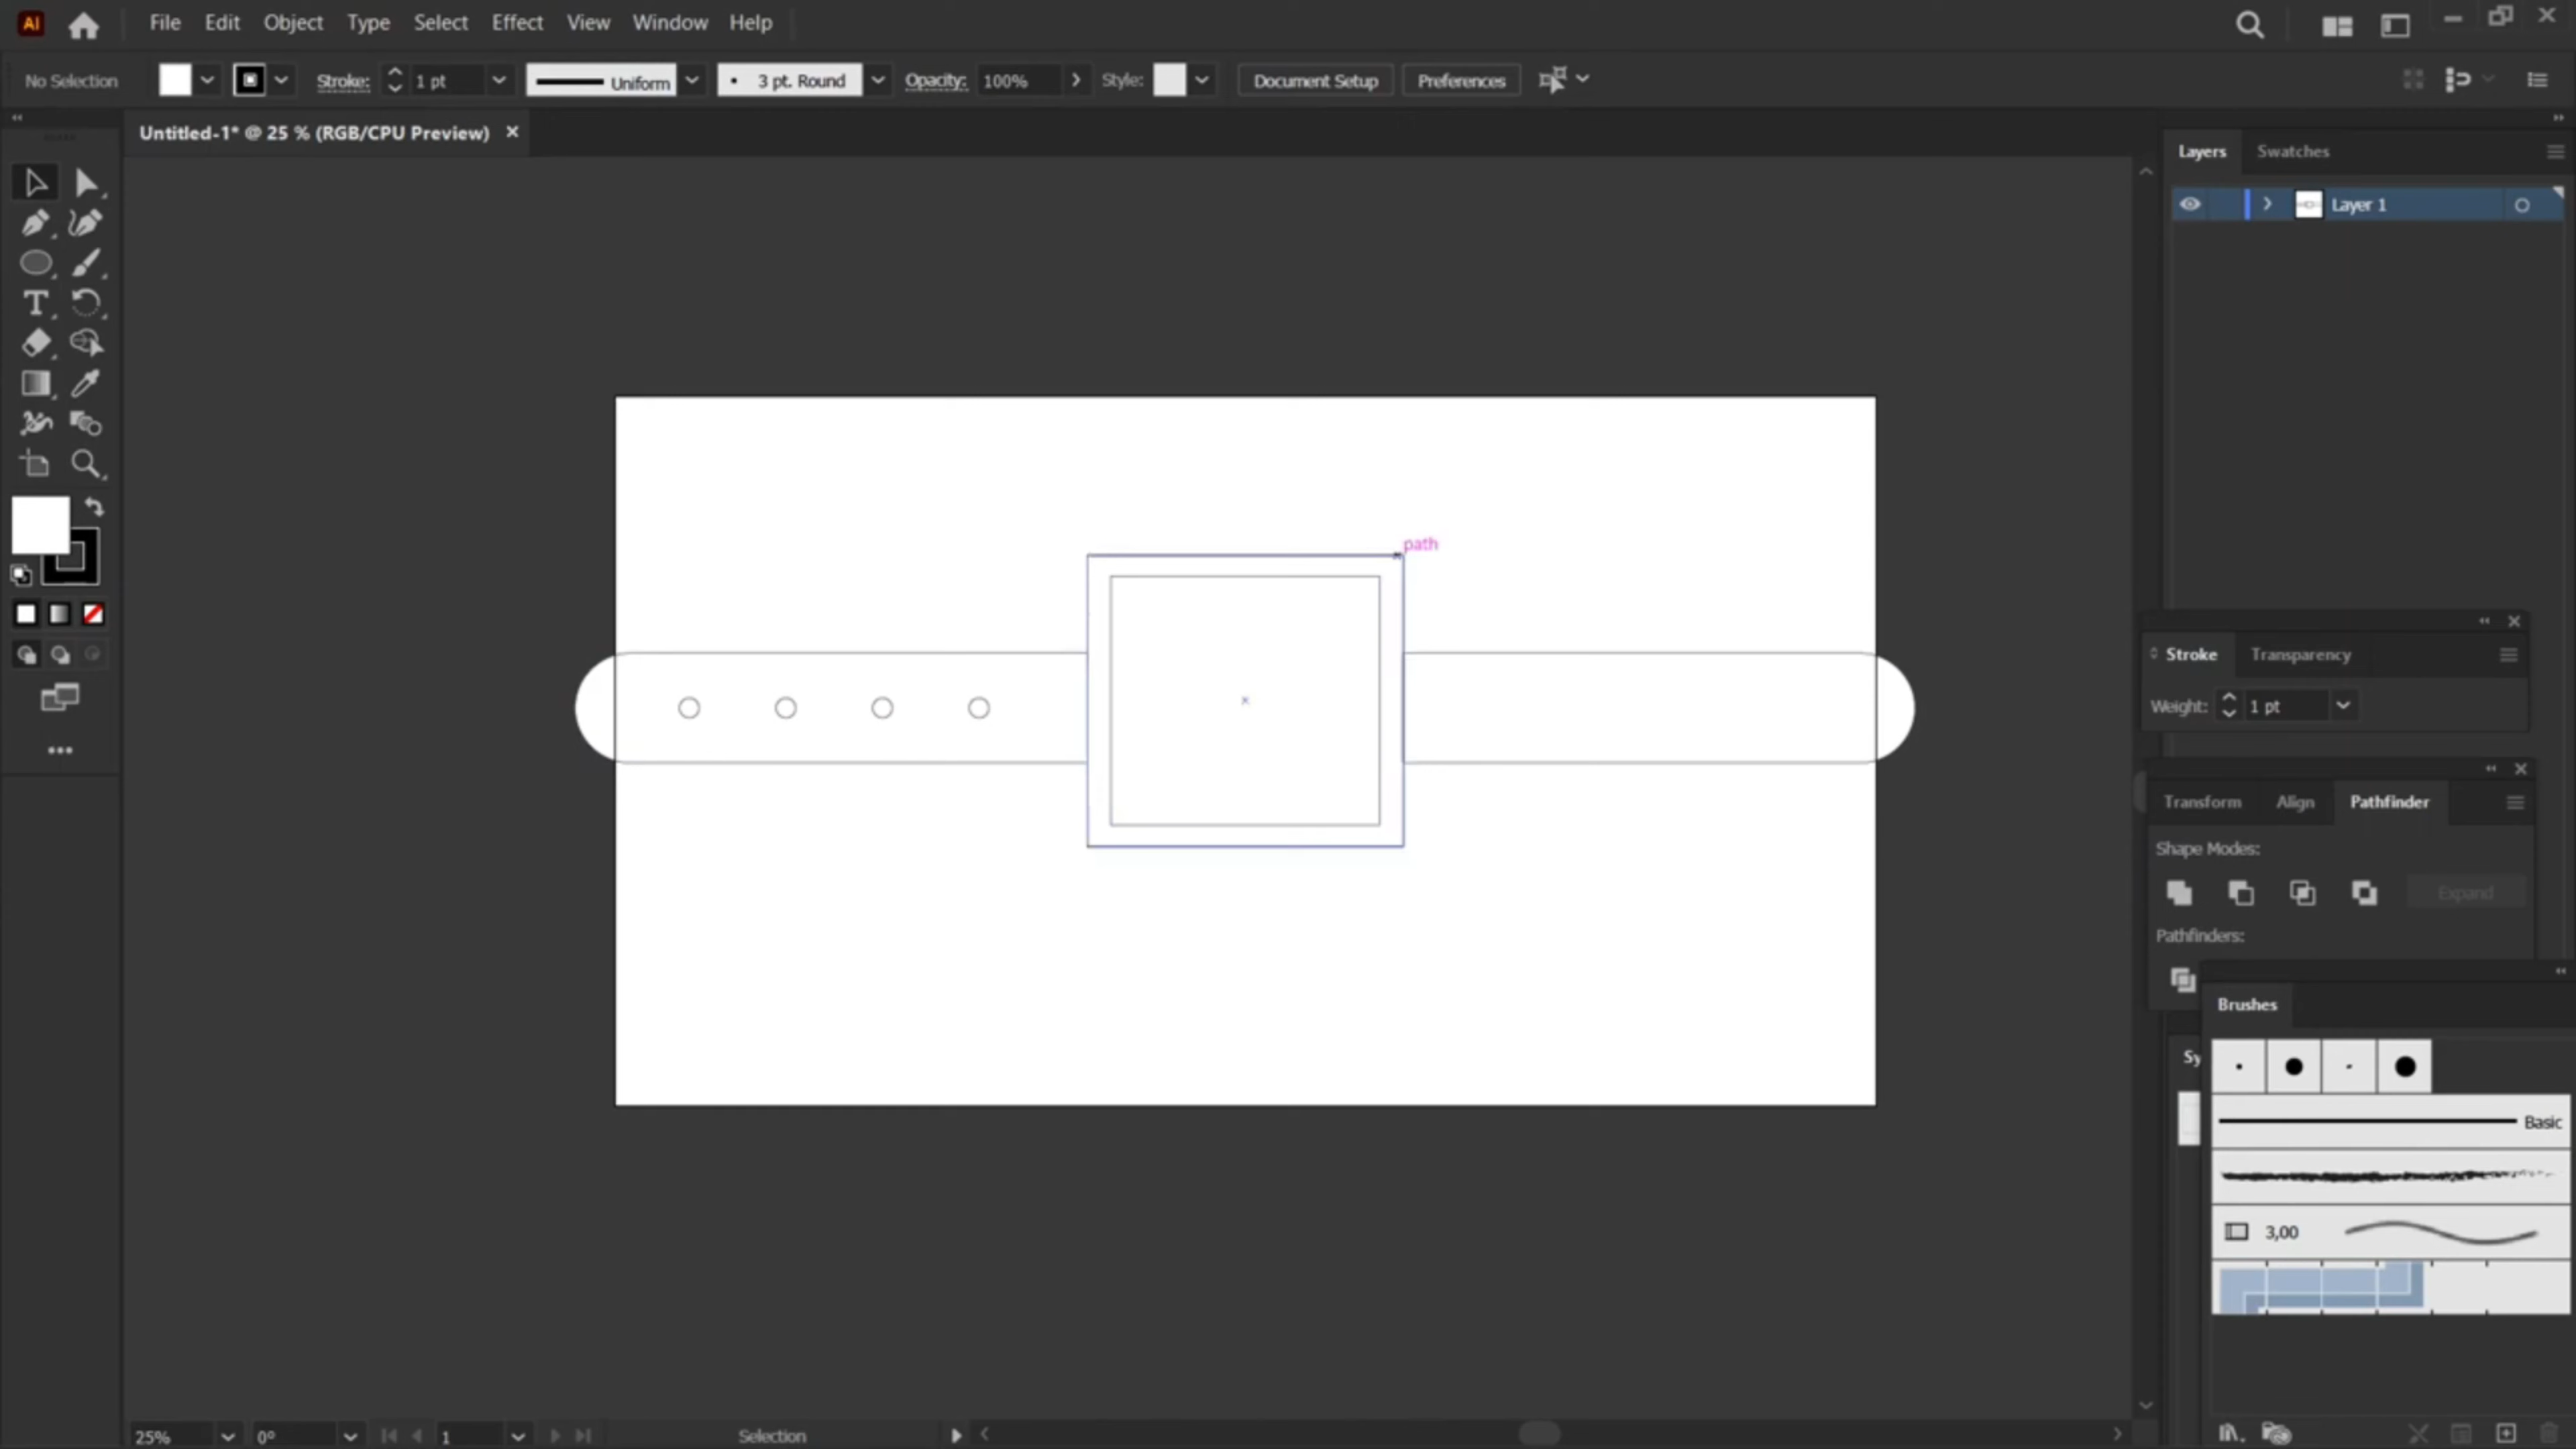 Ai File Edit Object Type Select Effect View Window Help
No Selection Stroke: 1 pt Uniform 3 pt. Round Opacity: 100% Style: Document Setup Preferences
Untitled-1* @ 25 % (RGB/CPU Preview)
Layers Swatches
Layer 1
path
Stroke Transparency
Weight: 1 pt
Transform Align Pathfinder
Shape Modes:
Expand
Pathfinders:
Brushes
Sy
Basic
3,00
25% 0° 1 Selection